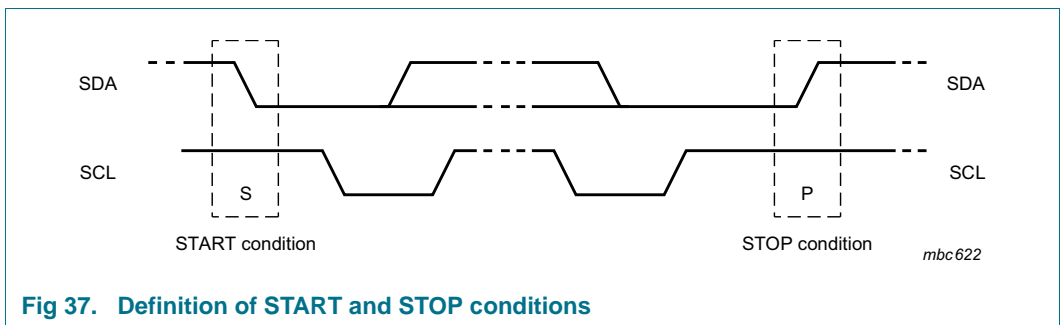 SDA
SDA
SCL
SCL
S
P
START condition
STOP condition
mbc622
Fig 37. Definition of START and STOP conditions